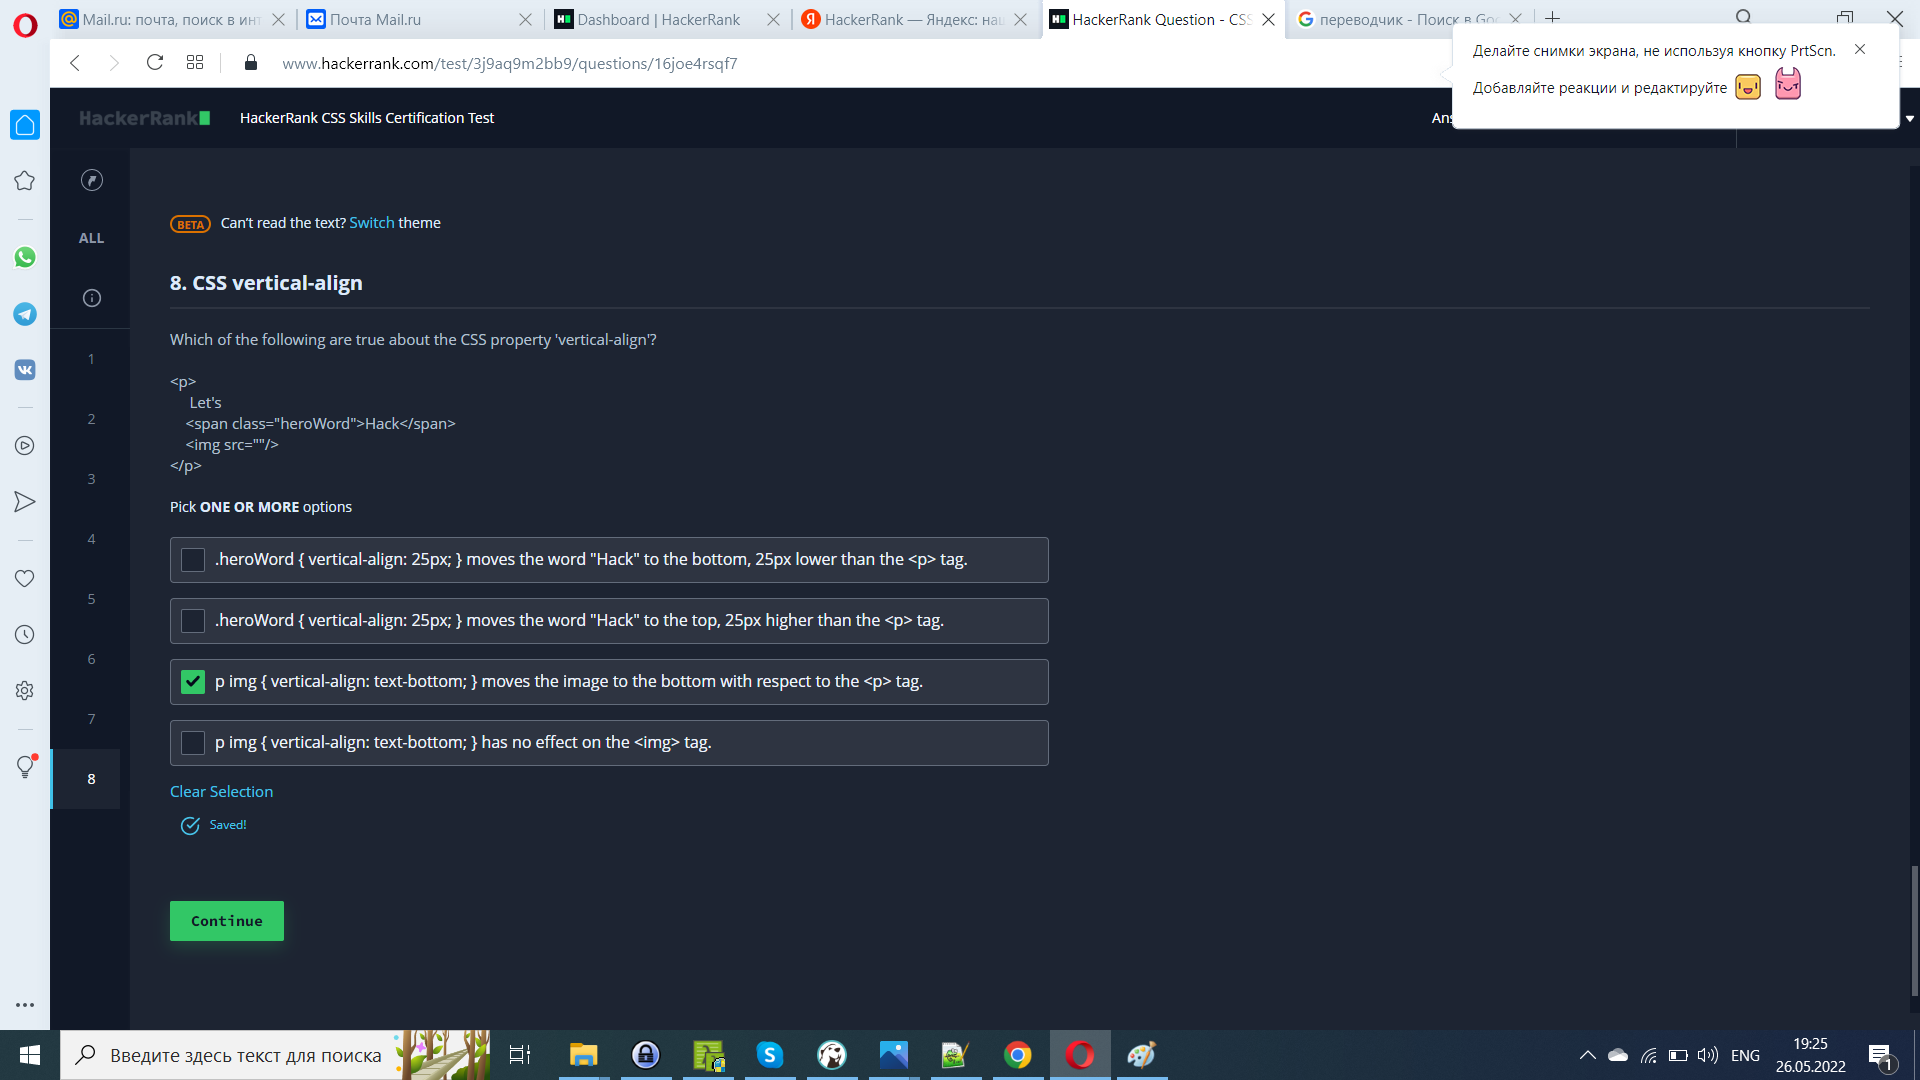 Mail.ru: почта, поиск в инт
Почта Mail.ru
Dashboard | HackerRank
HackerRank — Яндекс: наш
HackerRank Question - CSS
переводчик - Поиск в Goo
www.hackerrank.com/test/3j9aq9m2bb9/questions/16joe4rsqf7
Делайте снимки экрана, не используя кнопку PrtScn.
Добавляйте реакции и редактируйте
HackerRank
HackerRank CSS Skills Certification Test
Ans
ALL
1
2
3
4
5
6
7
8
BETA Can't read the text? Switch theme
8. CSS vertical-align
Which of the following are true about the CSS property 'vertical-align'?
<p>
Let's
<span class="heroWord">Hack</span>
<img src=""/>
</p>
Pick ONE OR MORE options
.heroWord { vertical-align: 25px; } moves the word "Hack" to the bottom, 25px lower than the <p> tag.
.heroWord { vertical-align: 25px; } moves the word "Hack" to the top, 25px higher than the <p> tag.
p img { vertical-align: text-bottom; } moves the image to the bottom with respect to the <p> tag.
p img { vertical-align: text-bottom; } has no effect on the <img> tag.
Clear Selection
Saved!
Continue
Введите здесь текст для поиска
ENG
19:25
26.05.2022
1